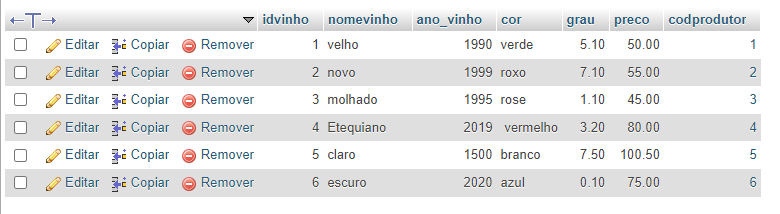 idvinho nomevinho ano_vinho cor grau preco codprodutor
Editar Copiar Remover 1 velho 1990 verde 5.10 50.00 1
Editar Copiar Remover 2 novo 1999 roxo 7.10 55.00 2
Editar Copiar Remover 3 molhado 1995 rose 1.10 45.00 3
Editar Copiar Remover 4 Etequiano 2019 vermelho 3.20 80.00 4
Editar Copiar Remover 5 claro 1500 branco 7.50 100.50 5
Editar Copiar Remover 6 escuro 2020 azul 0.10 75.00 6